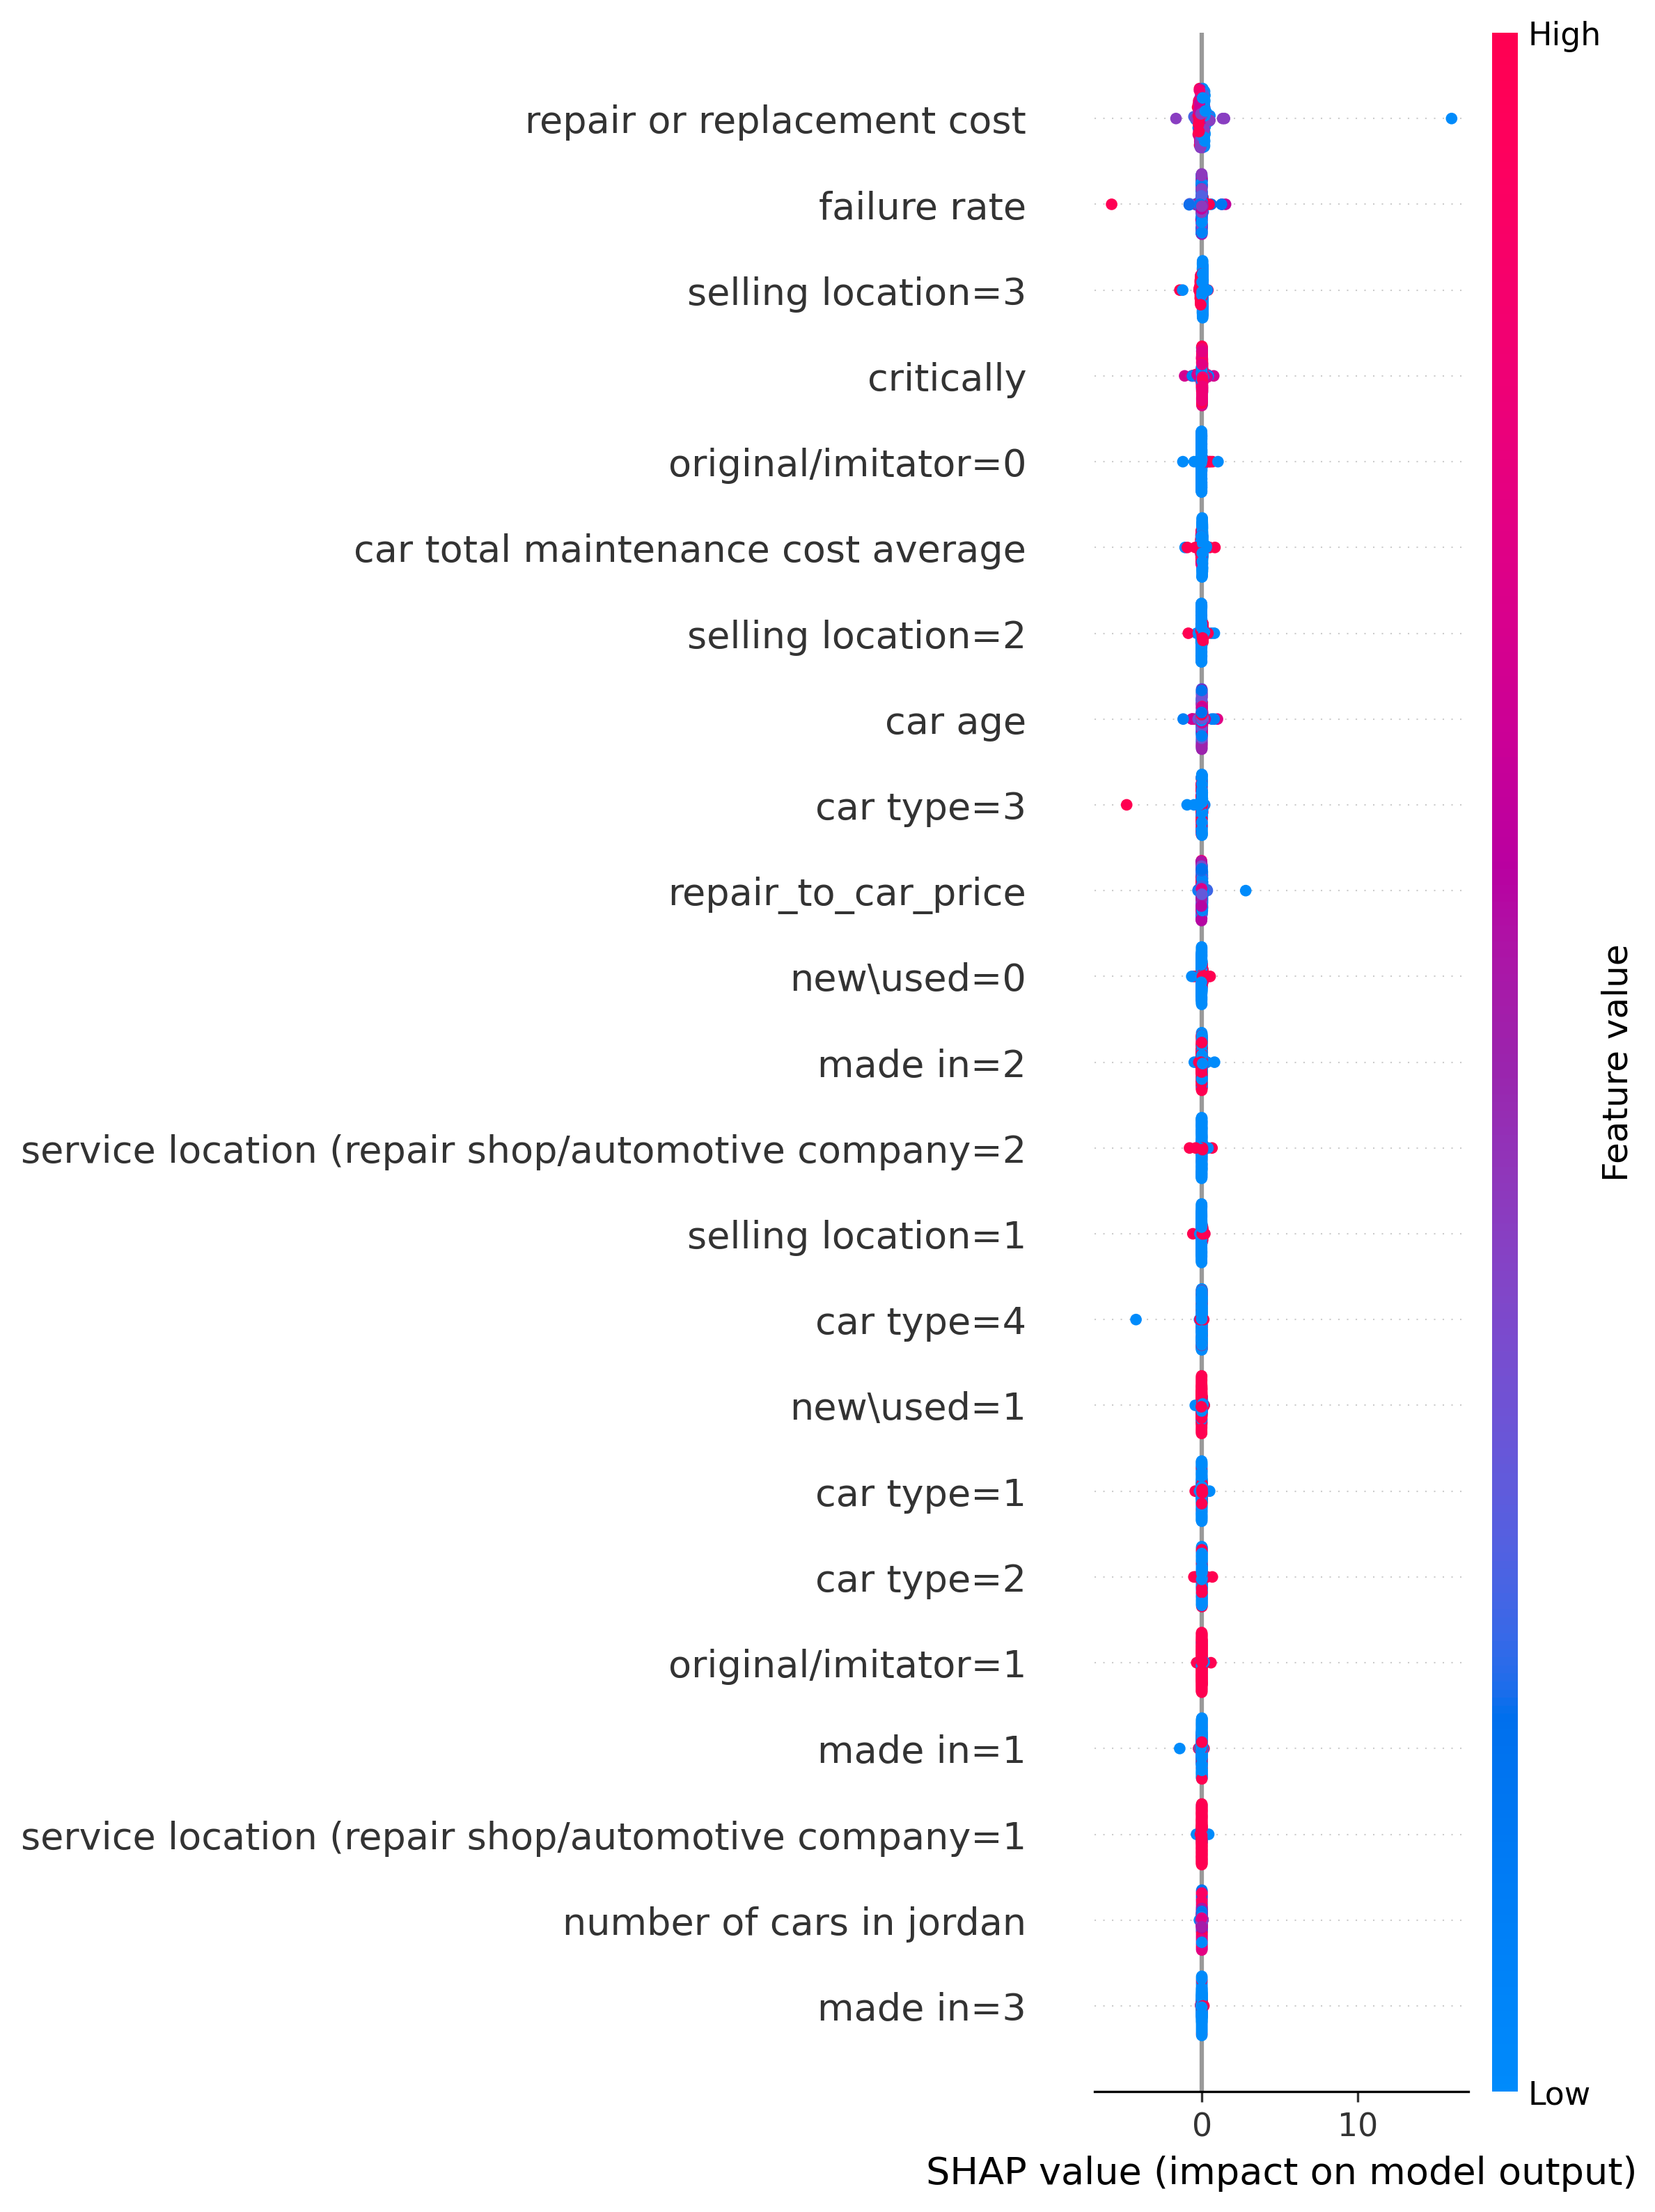 High
repair or replacement cost
failure rate
selling location=3
critically
original/imitator=0
car total maintenance cost average
selling location=2
car age
car type=3
repair_to_car_price
new\used=0
made in=2
service location (repair shop/automotive company=2
selling location=1
car type=4
new\used=1
car type=1
car type=2
original/imitator=1
made in=1
service location (repair shop/automotive company=1
number of cars in jordan
made in=3
Feature value
Low
0 10
SHAP value (impact on model output)